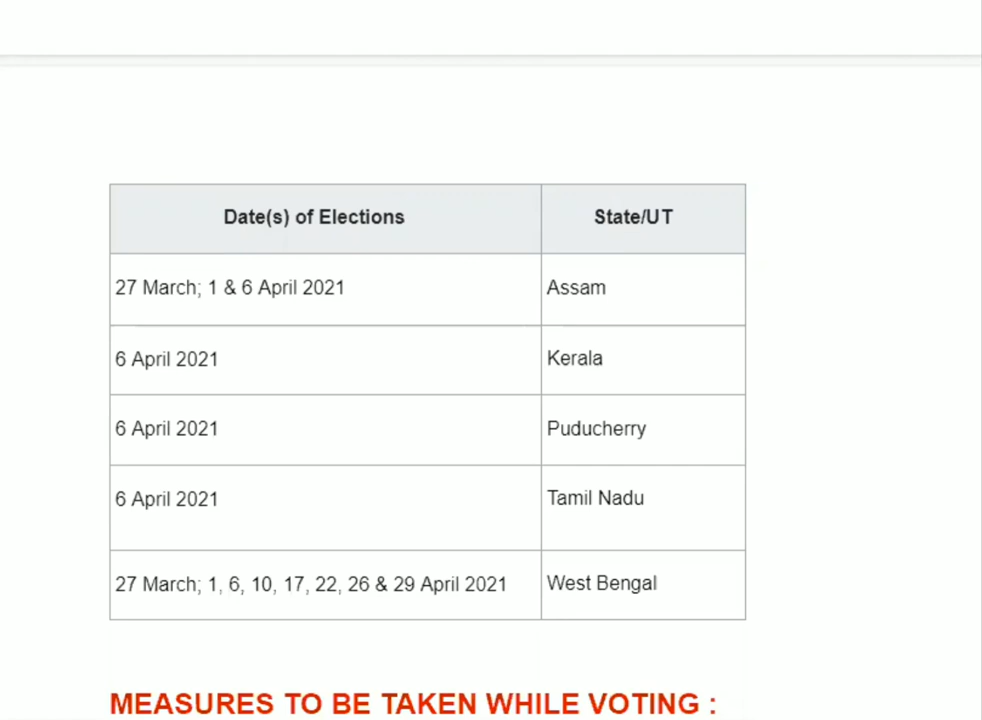 Date(s) of Elections State/UT
27 March; 1 & 6 April 2021 Assam
6 April 2021 Kerala
6 April 2021 Puducherry
6 April 2021 Tamil Nadu
27 March; 1, 6, 10, 17, 22, 26 & 29 April 2021 West Bengal
MEASURES TO BE TAKEN WHILE VOTING :